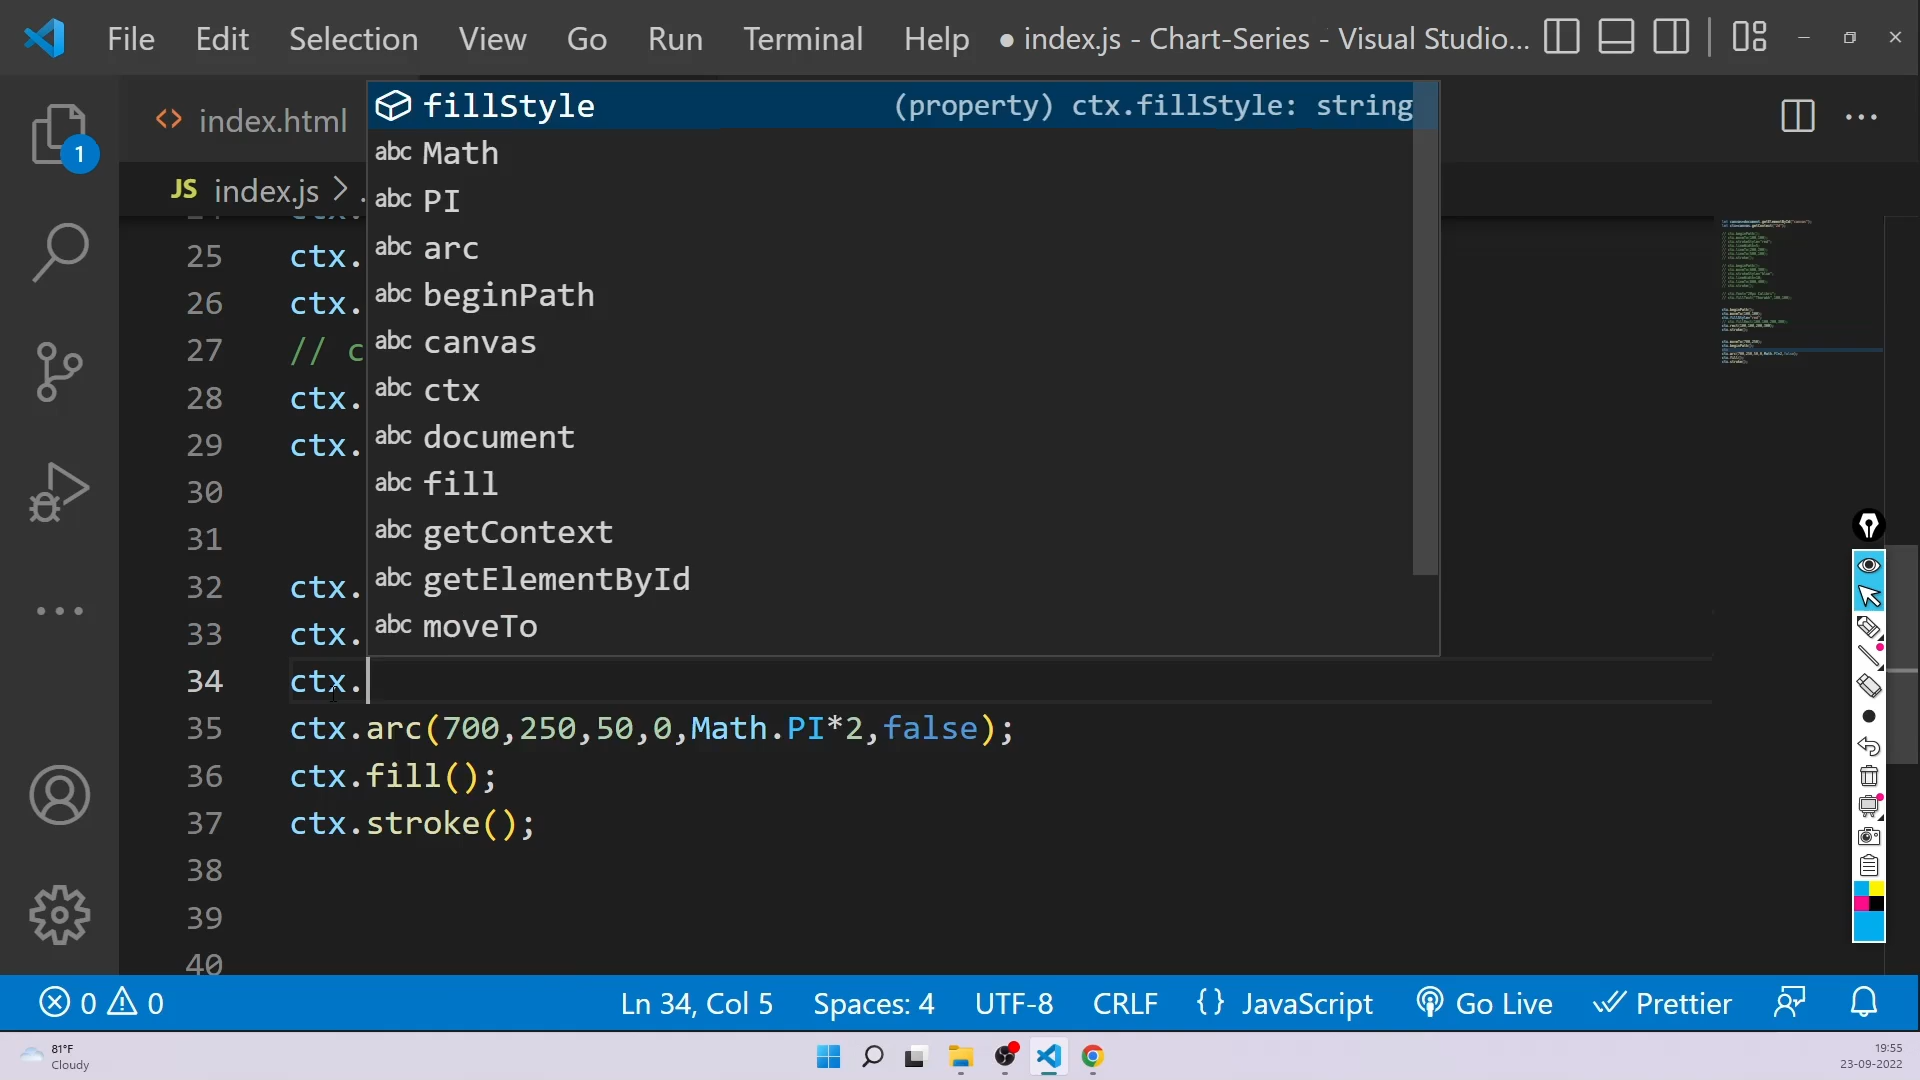 File Edit Selection View Go Run Terminal Help ● index.js - Chart-Series - Visual Studio...
index.html
JS index.js > .
1
fillStyle (property) ctx.fillStyle: string
abc Math
abc PI
abc arc
abc beginPath
abc canvas
abc ctx
abc document
abc fill
abc getContext
abc getElementById
abc moveTo
25 ctx.
26 ctx.
27 // c
28 ctx.
29 ctx.
30
31
32 ctx.
33 ctx.
34 ctx.
35 ctx.arc(700,250,50,0,Math.PI*2,false);
36 ctx.fill();
37 ctx.stroke();
38
39
40
0 0 Ln 34, Col 5 Spaces: 4 UTF-8 CRLF {} JavaScript Go Live Prettier
81°F
Cloudy
19:55
23-09-2022